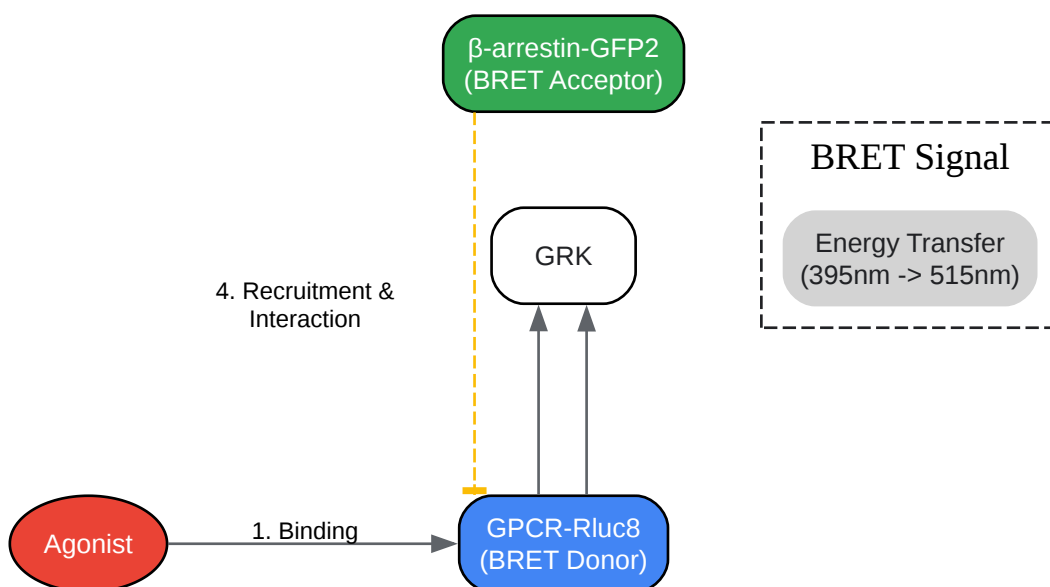 β-arrestin-GFP2
(BRET Acceptor)
BRET Signal
Energy Transfer
(395nm -> 515nm)
GRK
4. Recruitment &
Interaction
Agonist
1. Binding
GPCR-Rluc8
(BRET Donor)